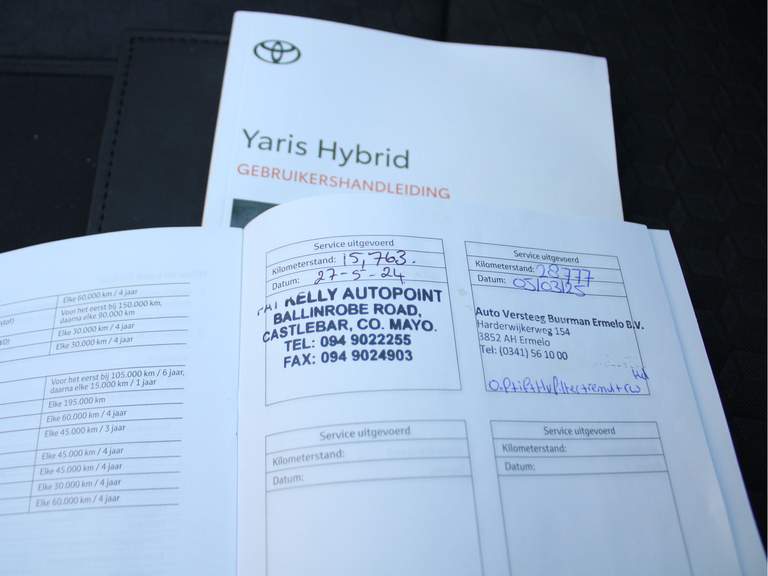 Yaris Hybrid
GEBRUIKERSHANDLEIDING
Elke 60.000 km / 4 jaar
Voor het eerst bij 150.000 km,
daarna elke 90.000 km
Elke 30.000 km / 4 jaar
Elke 30.000 km / 4 jaar
Voor het eerst bij 105.000 km / 6 jaar,
daarna elke 15.000 km / 1 jaar
Elke 195.000 km
Elke 60.000 km / 4 jaar
Elke 45.000 km / 3 jaar
Elke 45.000 km / 4 jaar
Elke 45.000 km / 4 jaar
Elke 30.000 km / 4 jaar
Elke 60.000 km / 4 jaar
Service uitgevoerd
Kilometerstand: 15,763.
Datum: 27-5-24
KELLY AUTOPOINT
BALLINROBE ROAD,
CASTLEBAR, CO. MAYO.
TEL: 094 9022255
FAX: 094 9024903
Service uitgevoerd
Kilometerstand: 28777
Datum: 05/03/25
Auto Versteeg Buurman Ermelo B.V.
Harderwijkerweg 154
3852 AH Ermelo
Tel: (0341) 56 10 00
Service uitgevoerd
Kilometerstand:
Datum:
Service uitgevoerd
Kilometerstand:
Datum: